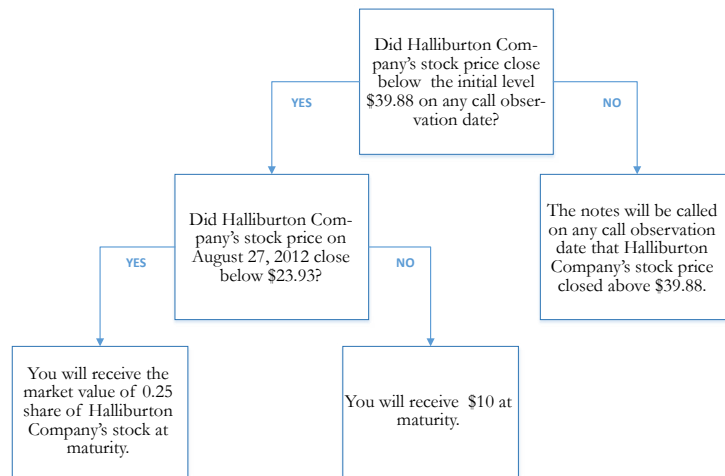 Did Halliburton Com-
pany's stock price close
below the initial level
$39.88 on any call obser-
vation date?
YES
NO
Did Halliburton Com-
pany's stock price on
August 27, 2012 close
below $23.93?
The notes will be called
on any call observation
date that Halliburton
Company's stock price
closed above $39.88.
YES
NO
You will receive the
market value of 0.25
share of Halliburton
Company's stock at
maturity.
You will receive $10 at
maturity.